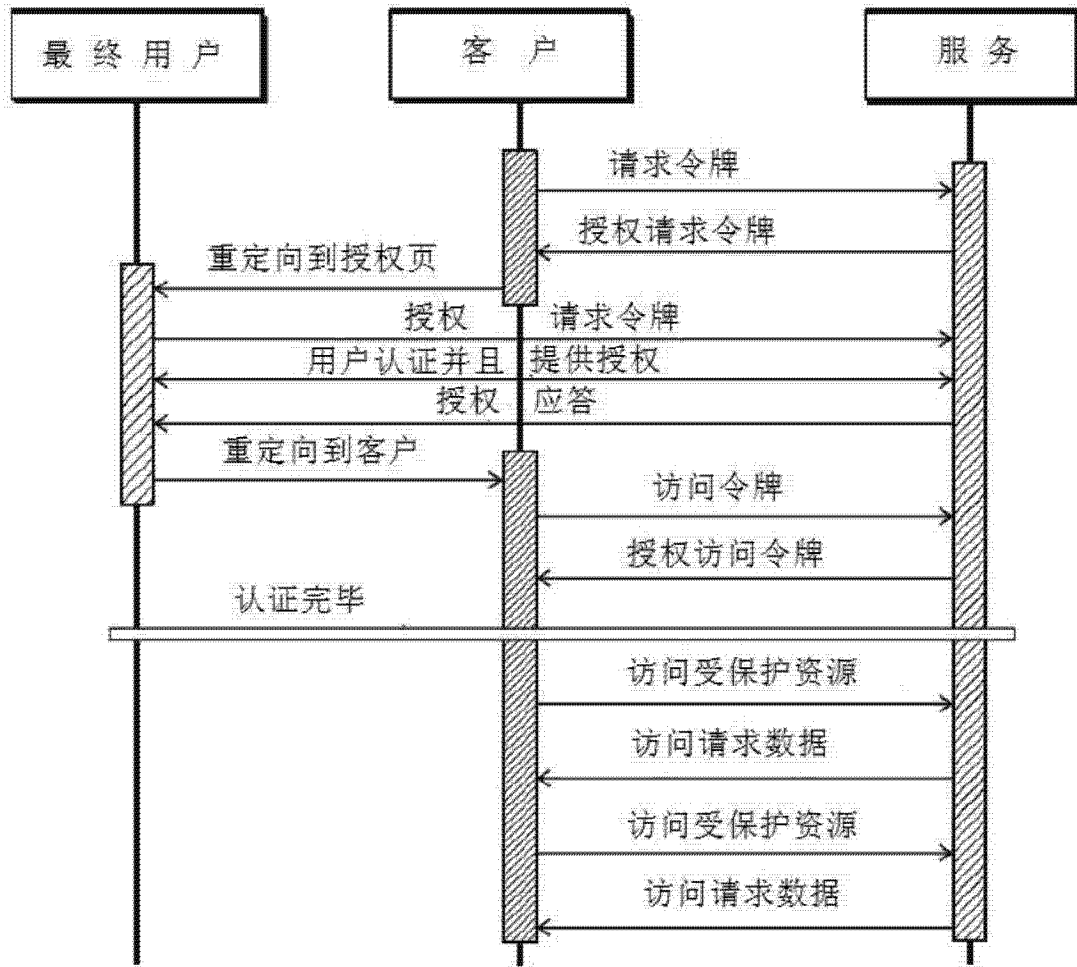 最终用户
客户
服务
请求令牌
授权请求令牌
重定向到授权页
授权 请求令牌
用户认证并且 提供授权
授权 应答
重定向到客户
访问令牌
授权访问令牌
认证完毕
访问受保护资源
访问请求数据
访问受保护资源
访问请求数据